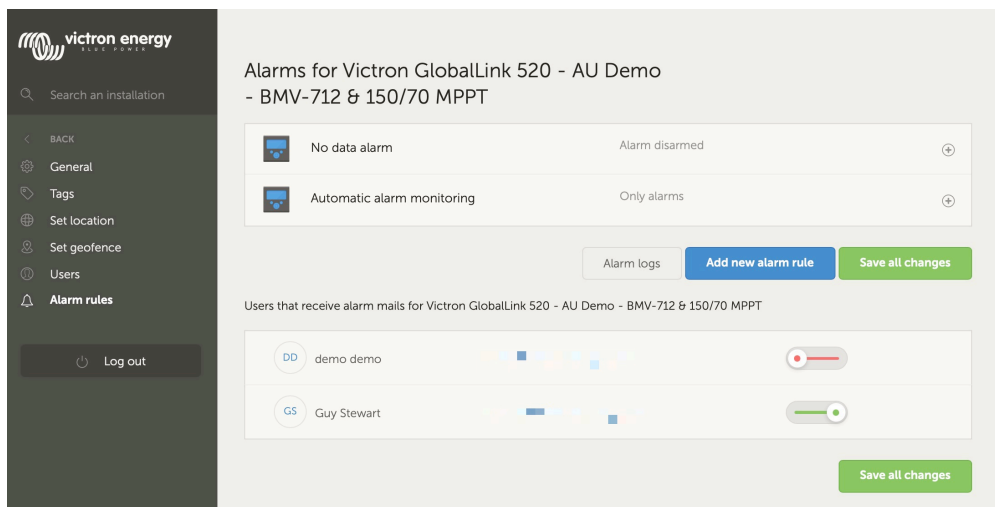 victron energy
BLUE POWER
Search an installation
BACK
General
Tags
Set location
Set geofence
Users
Alarm rules
Log out
Alarms for Victron GlobalLink 520 - AU Demo
- BMV-712 & 150/70 MPPT
No data alarm Alarm disarmed
Automatic alarm monitoring Only alarms
Alarm logs Add new alarm rule Save all changes
Users that receive alarm mails for Victron GlobalLink 520 - AU Demo - BMV-712 & 150/70 MPPT
DD demo demo
GS Guy Stewart
Save all changes